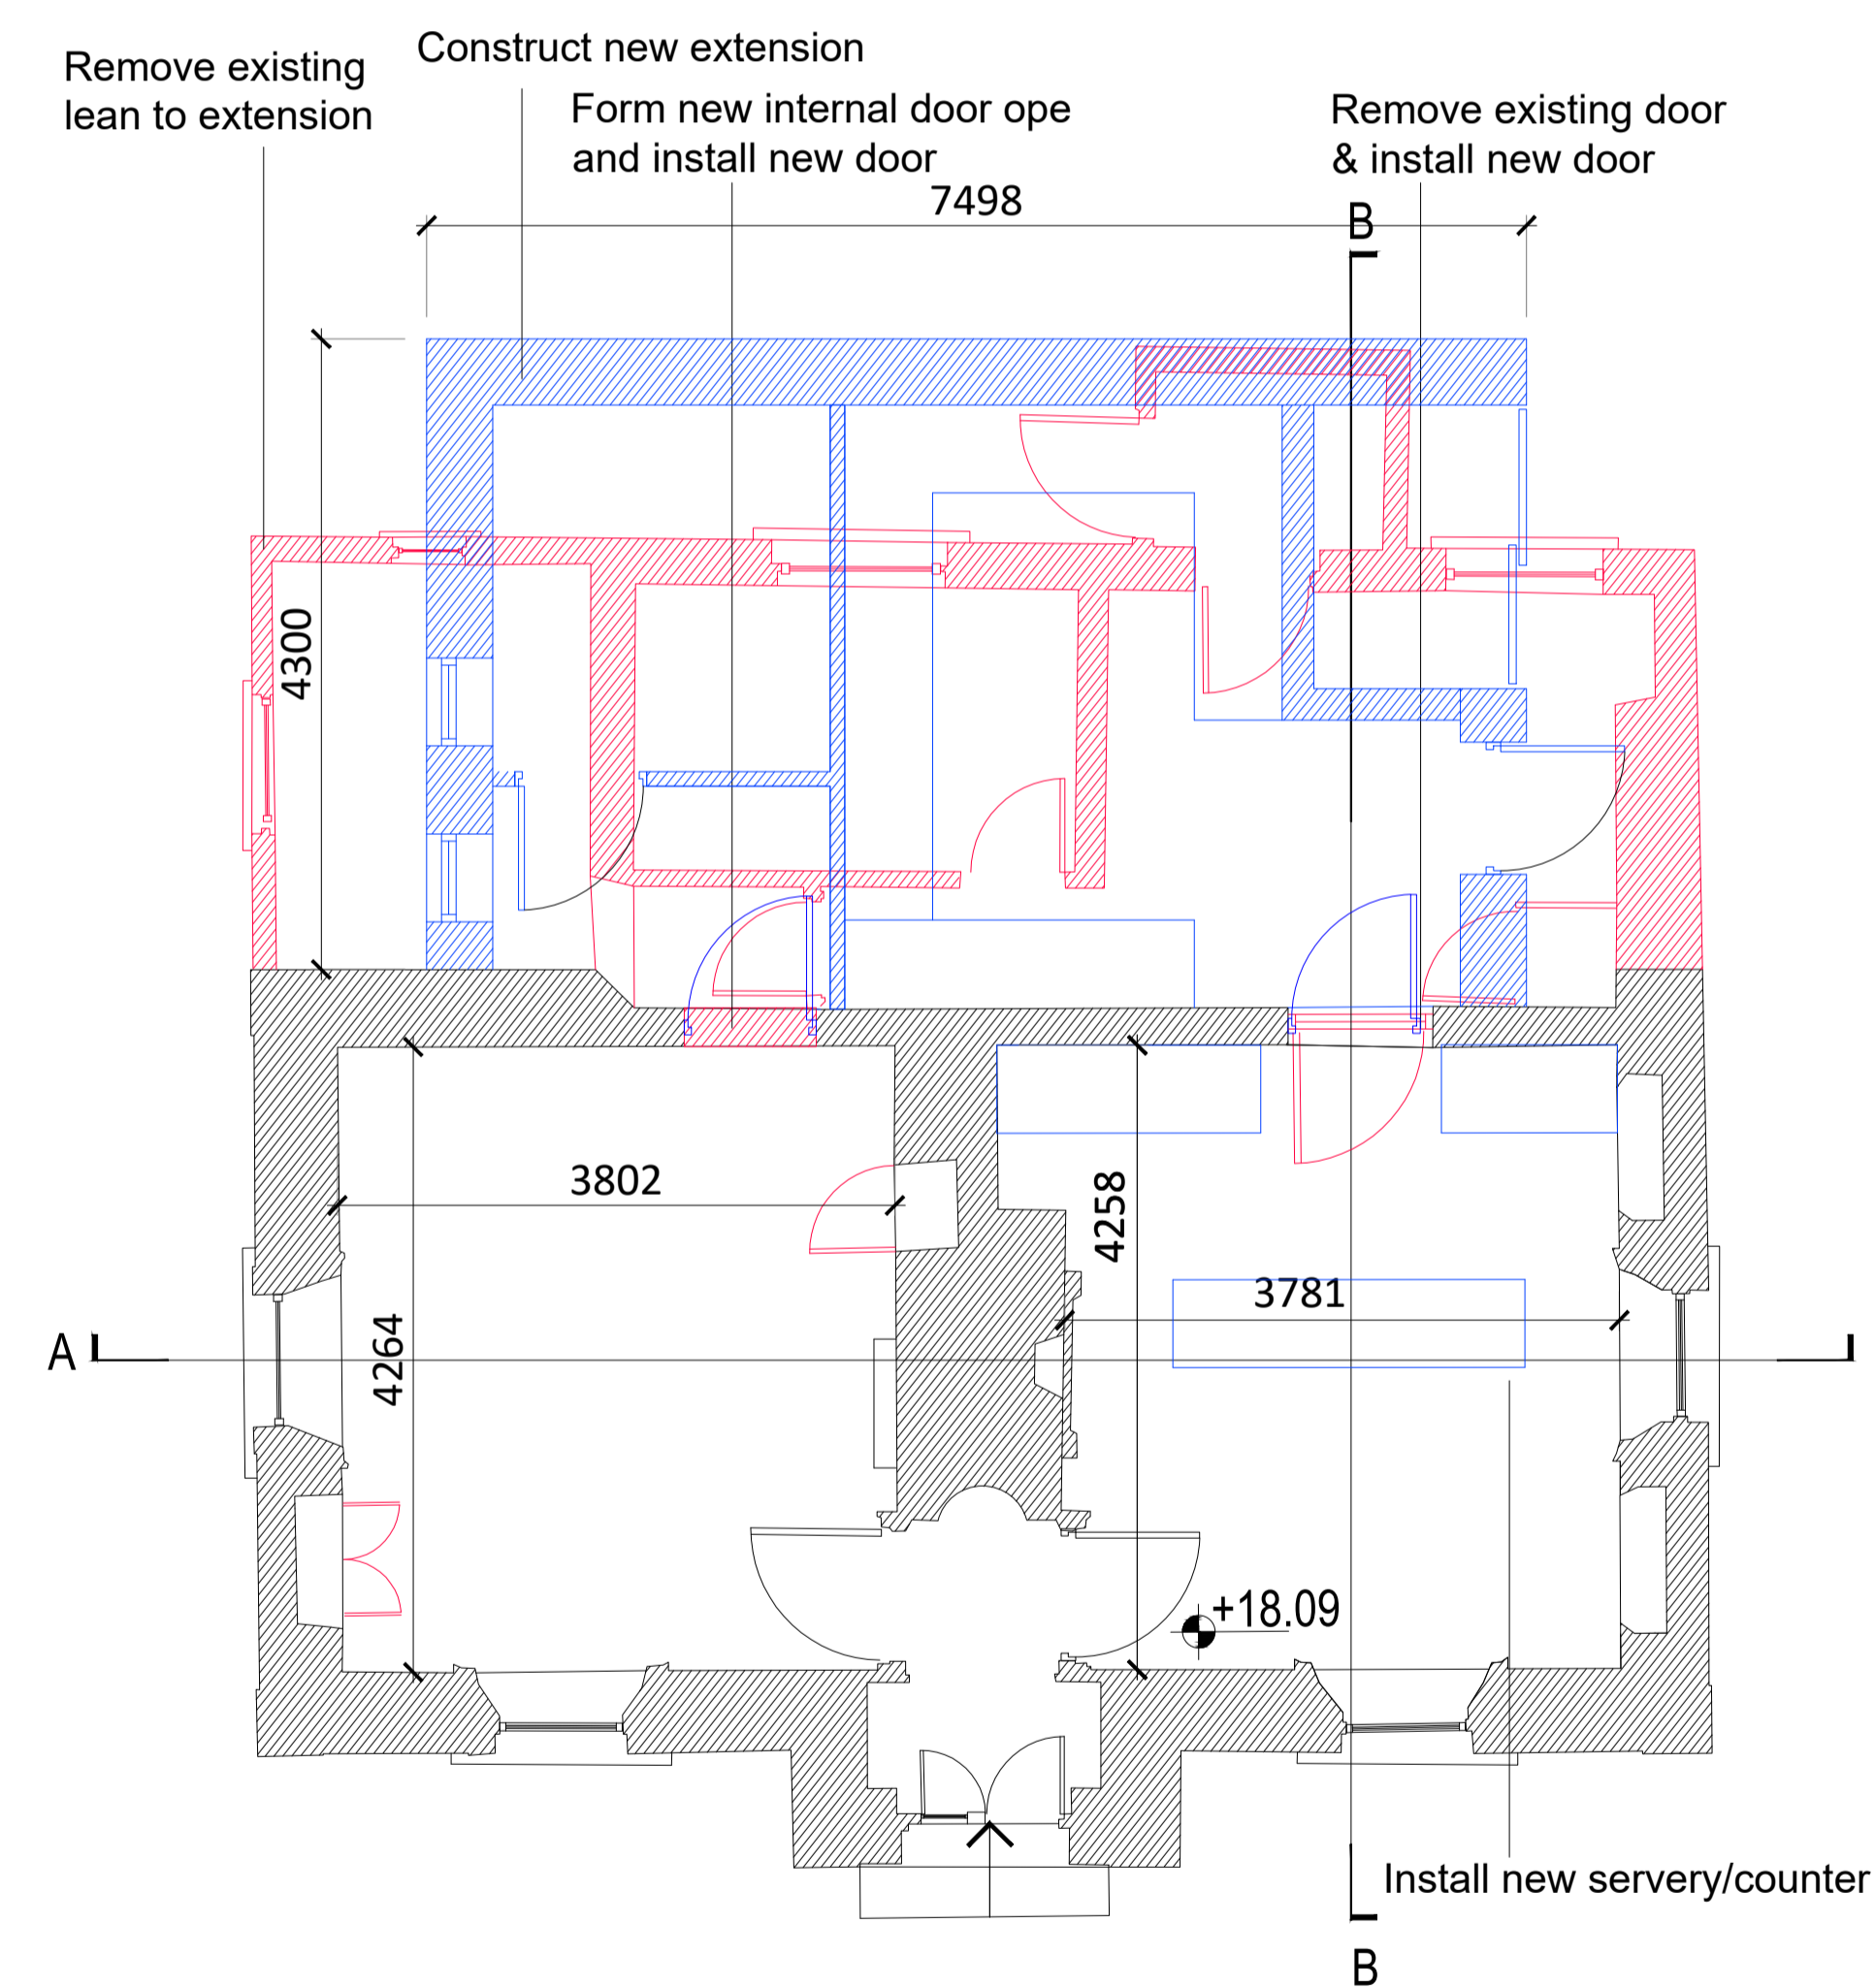 Construct new extension
Remove existing
lean to extension
Form new internal door ope
and install new door
Remove existing door
& install new door
7498
B
4300
3802
4258
3781
A
4264
+18.09
Install new servery/counter
B